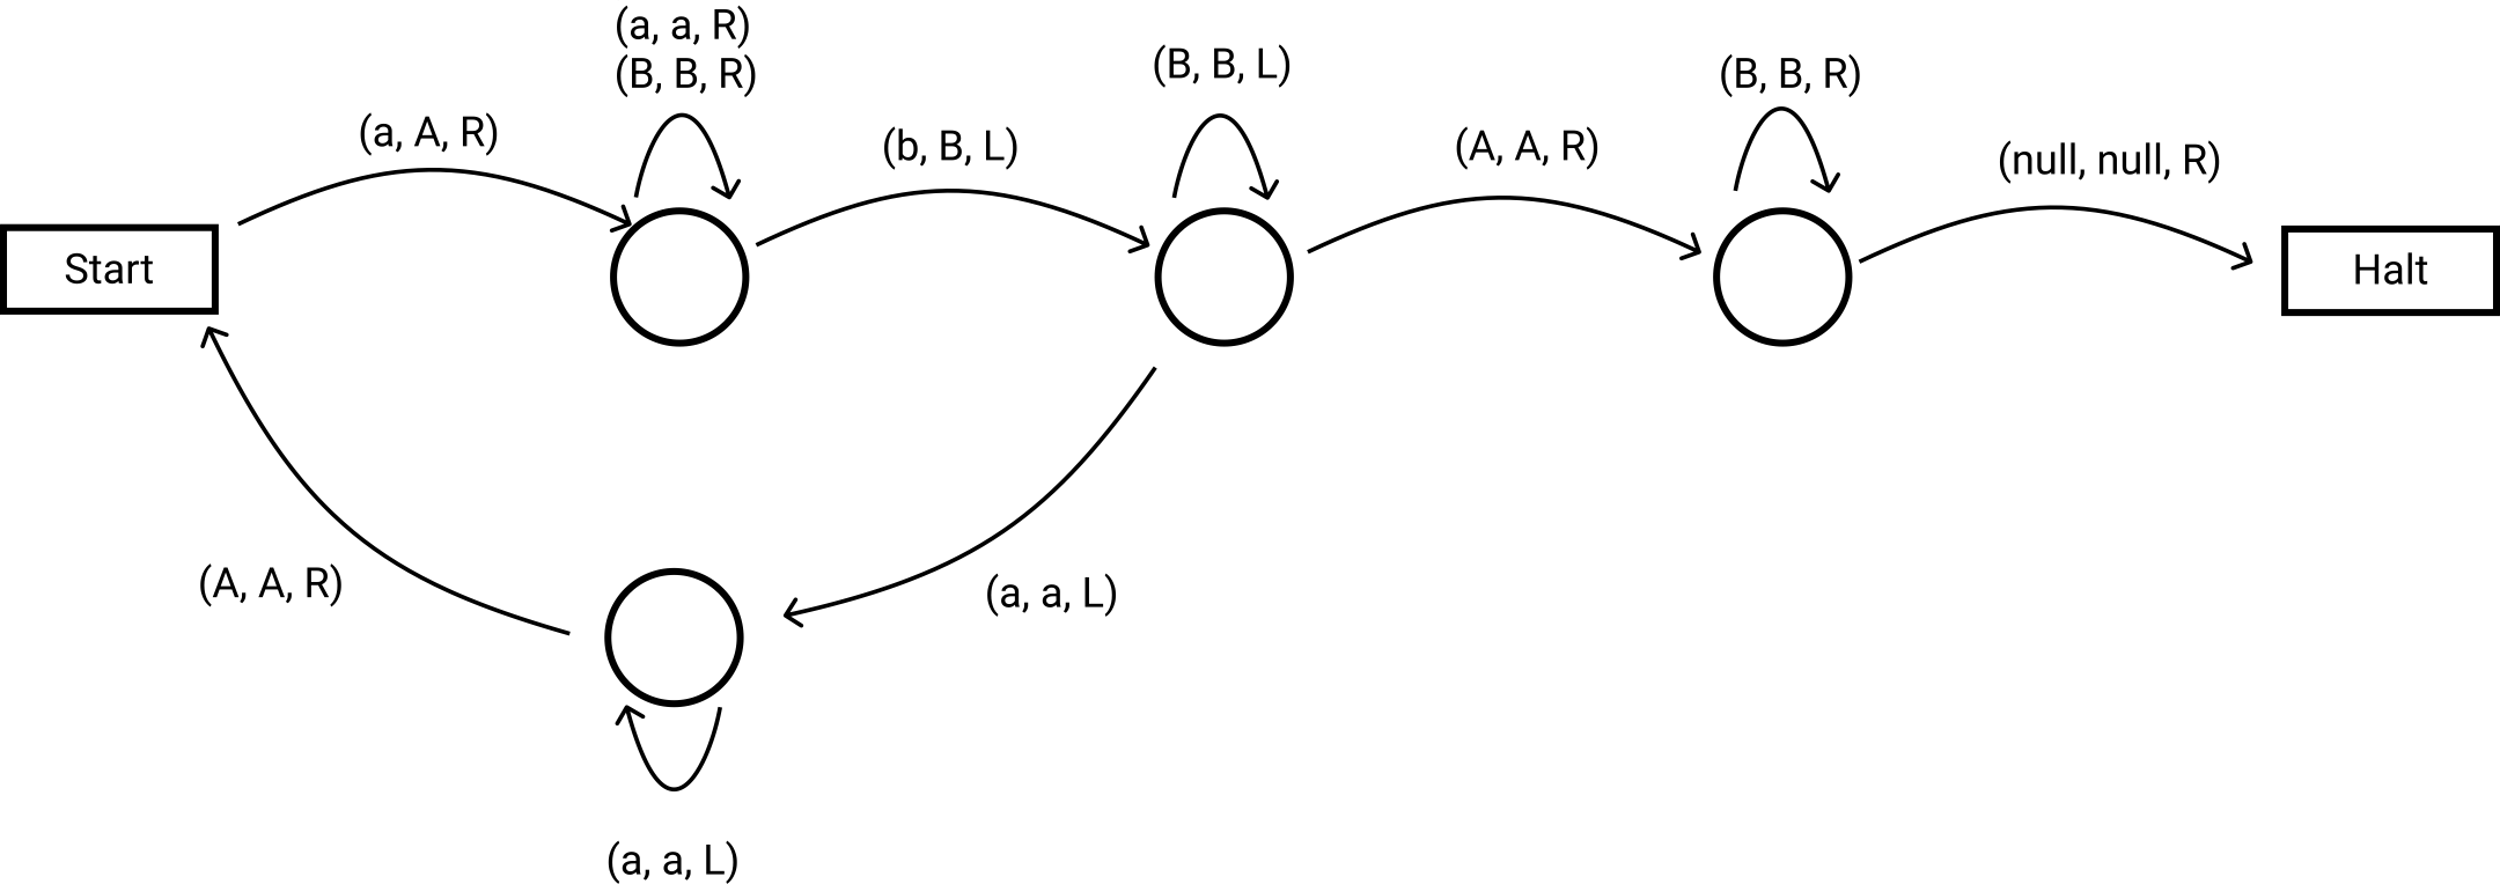 (a, a, R)
(B, B, R)
(a, A, R)
(b, B, L)
(B, B, L)
(A, A, R)
(B, B, R)
(null, null, R)
Start
Halt
(A, A, R)
(a, a, L)
(a, a, L)